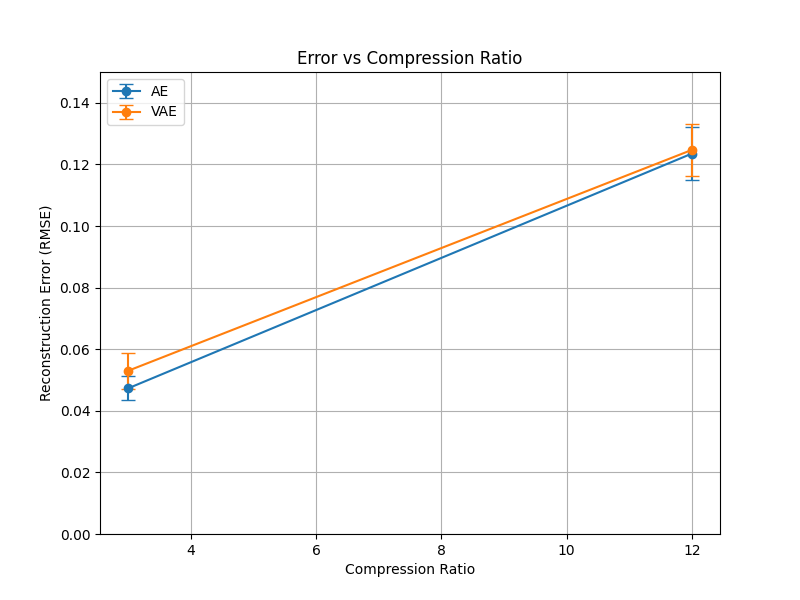 Error vs Compression Ratio
AE
VAE
Reconstruction Error (RMSE)
0.14
0.12
0.10
0.08
0.06
0.04
0.02
0.00
4 6 8 10 12
Compression Ratio